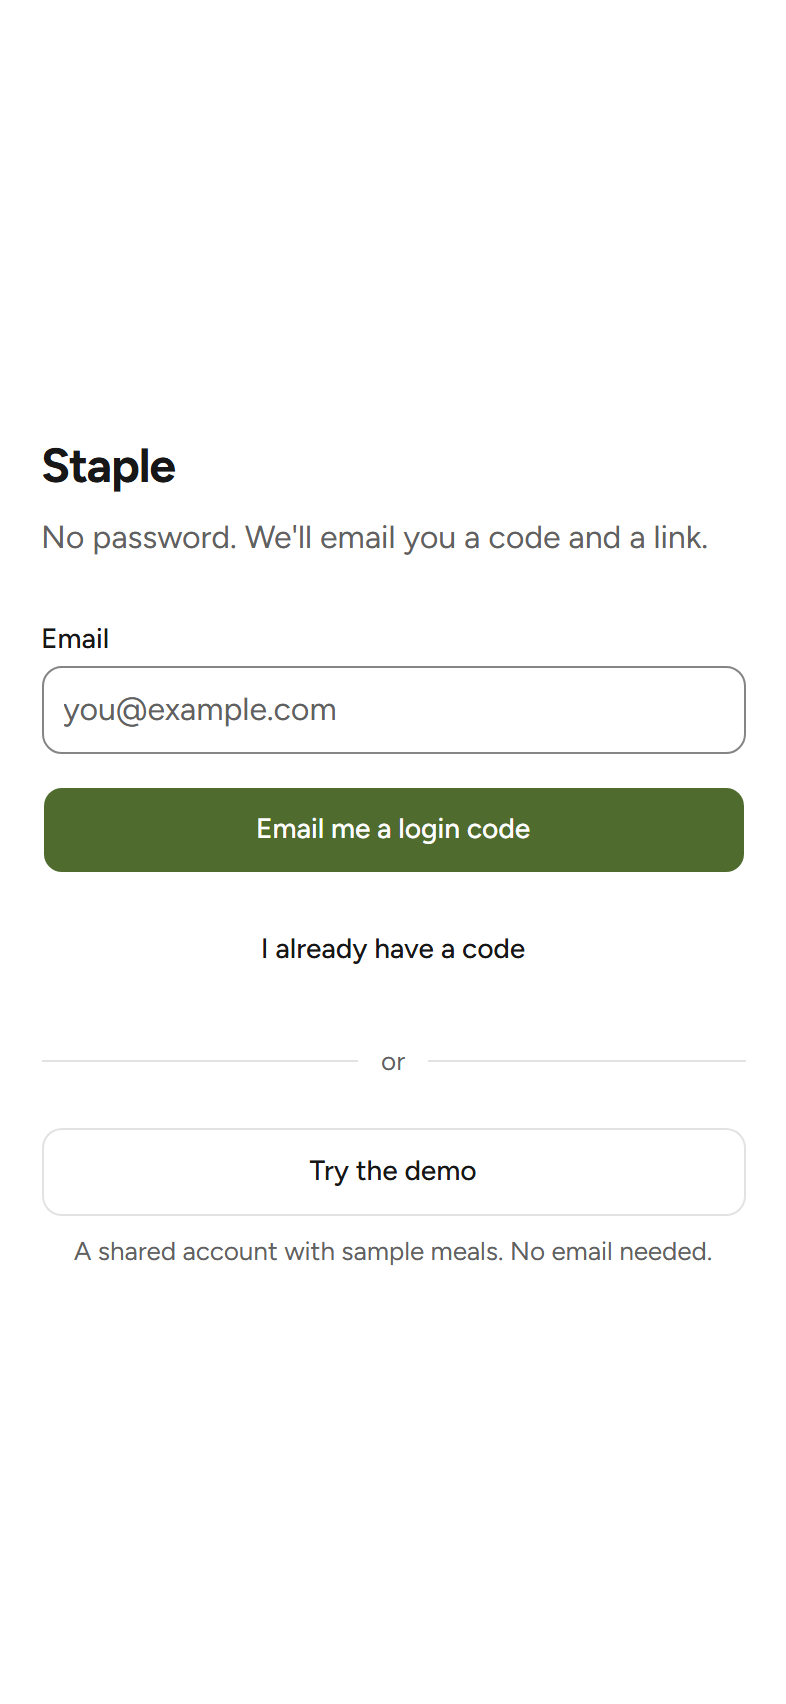 Staple
No password. We'll email you a code and a link.
Email
you@example.com
Email me a login code
I already have a code
or
Try the demo
A shared account with sample meals. No email needed.